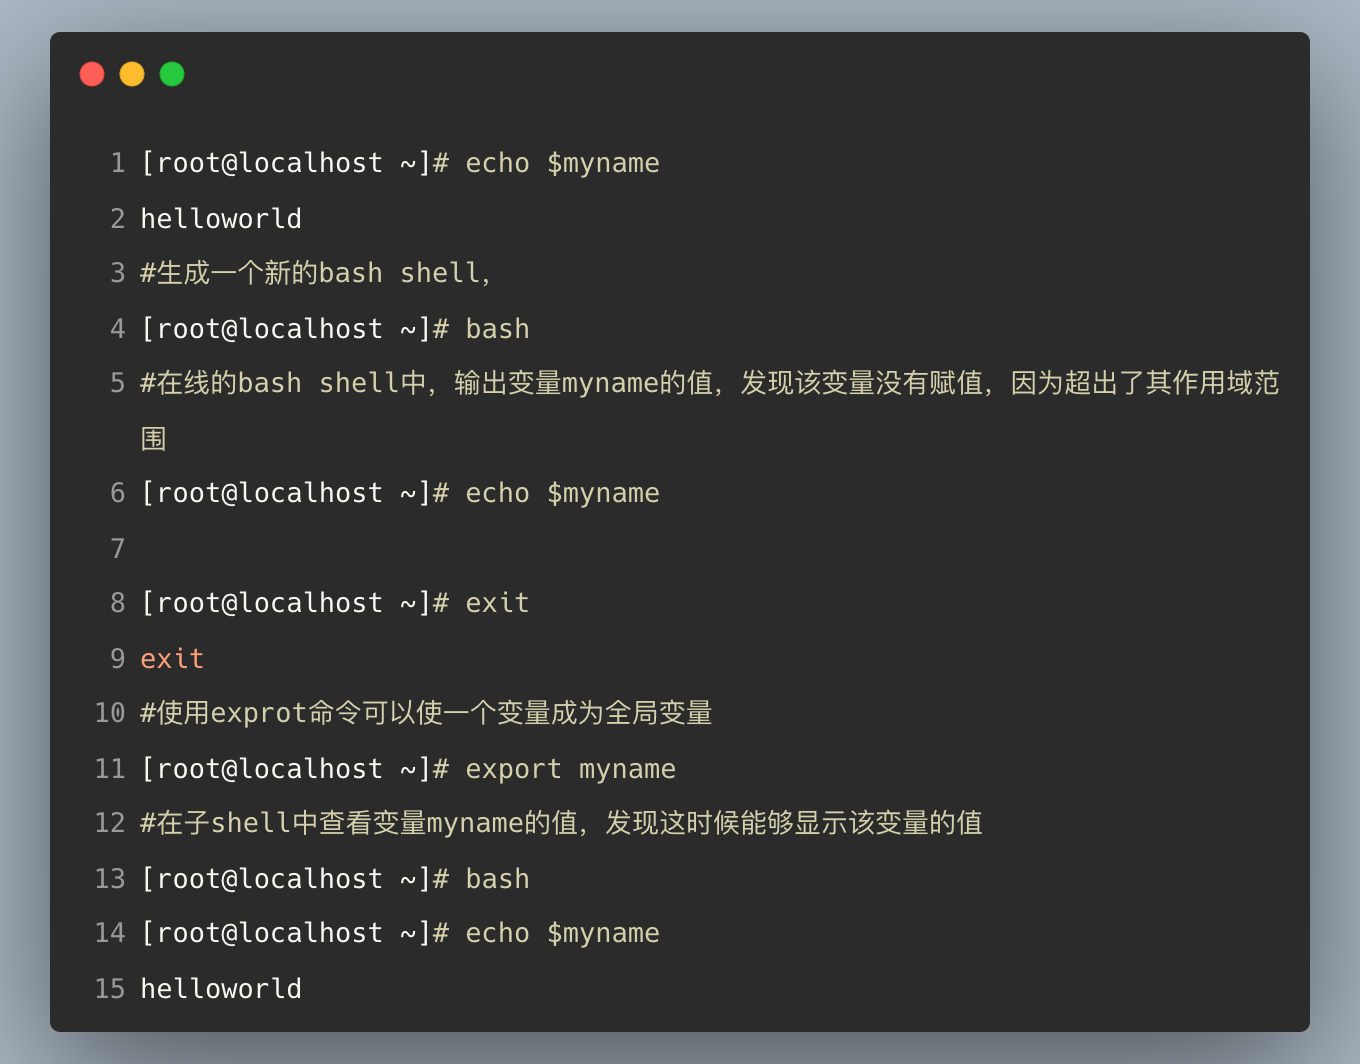 1 [root@localhost ~]# echo $myname
2 helloworld
3 #生成一个新的bash shell,
4 [root@localhost ~]# bash
5 #在线的bash shell中，输出变量myname的值，发现该变量没有赋值，因为超出了其作用域范
围
6 [root@localhost ~]# echo $myname
7
8 [root@localhost ~]# exit
9 exit
10 #使用exprot命令可以使一个变量成为全局变量
11 [root@localhost ~]# export myname
12 #在子shell中查看变量myname的值，发现这时候能够显示该变量的值
13 [root@localhost ~]# bash
14 [root@localhost ~]# echo $myname
15 helloworld